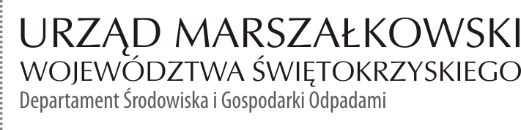 URZĄD MARSZAŁKOWSKI
WOJEWÓDZTWA ŚWIĘTOKRZYSKIEGO
Departament Środowiska i Gospodarki Odpadami